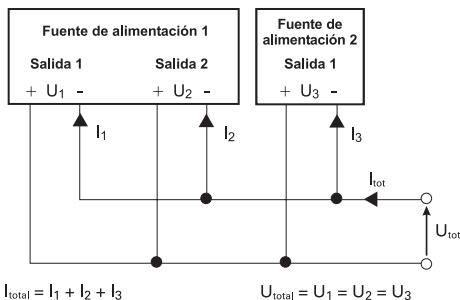 Fuente de alimentación 1
Salida 1 Salida 2
+ U1 - + U2 -
Fuente de
alimentación 2
Salida 1
+ U3 -
I1 I2 I3
Itot
Utot
Itotal = I1 + I2 + I3 Utotal = U1 = U2 = U3